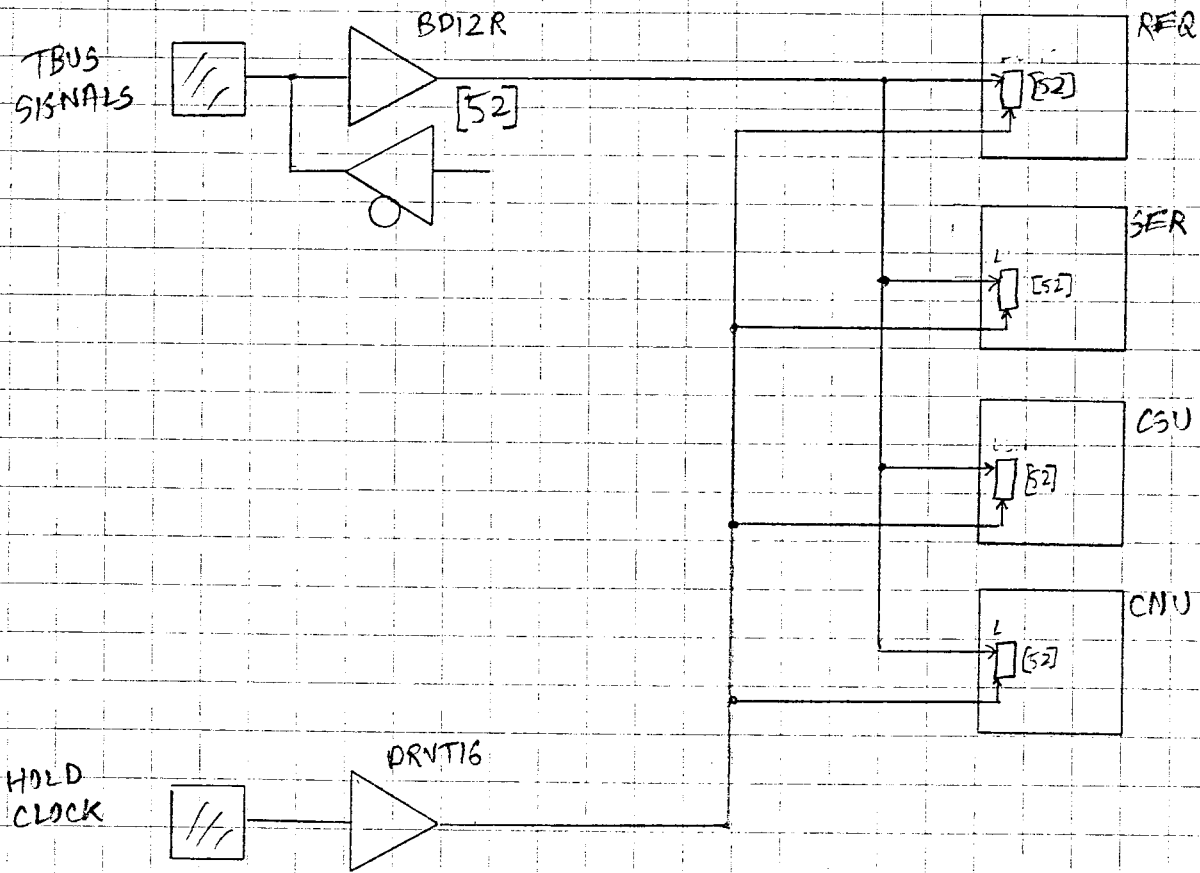 BD12R
REQ
TBUS
SIGNALS
[52]
[52]
SER
[52]
CSU
[52]
CNU
[52]
DRVT16
HOLD
CLOCK